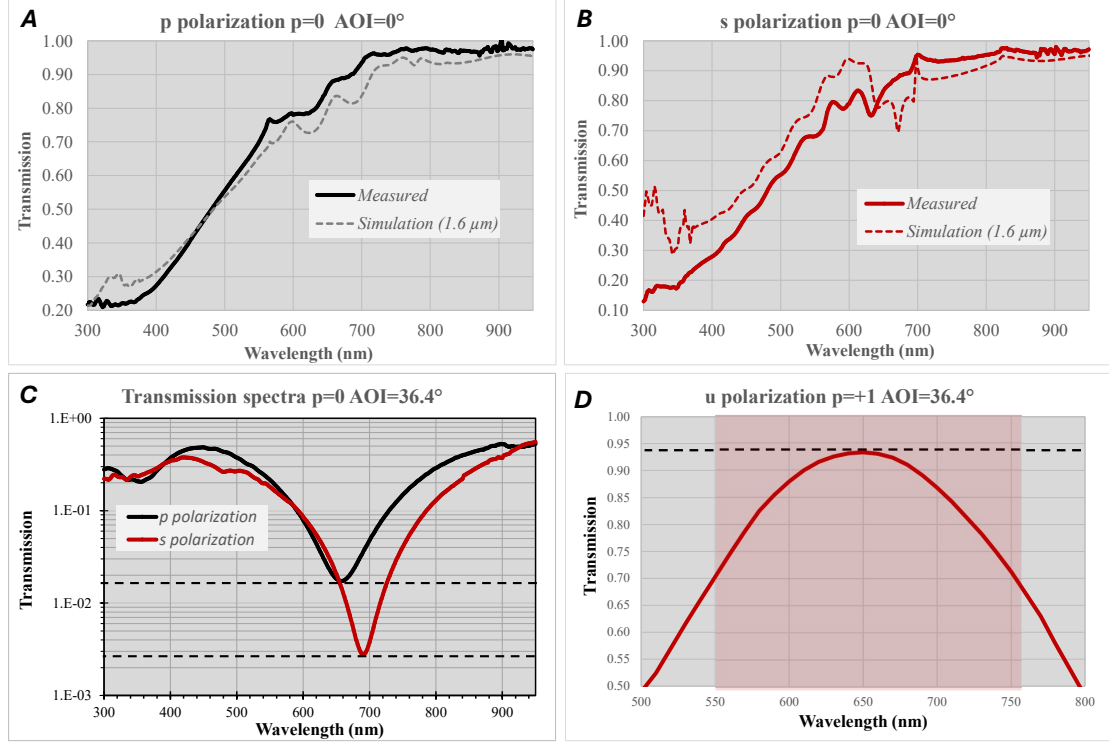 A
p polarization p=0 AOI=0°
Transmission
1.00
0.90
0.80
0.70
0.60
0.50
0.40
0.30
0.20
300 400 500 600 700 800 900
Wavelength (nm)
Measured
Simulation (1.6 µm)
B
s polarization p=0 AOI=0°
Transmission
1.00
0.90
0.80
0.70
0.60
0.50
0.40
0.30
0.20
0.10
300 400 500 600 700 800 900
Wavelength (nm)
Measured
Simulation (1.6 µm)
C
Transmission spectra p=0 AOI=36.4°
Transmission
1.E+00
1.E-01
1.E-02
1.E-03
300 400 500 600 700 800 900
Wavelength (nm)
p polarization
s polarization
D
u polarization p=+1 AOI=36.4°
Transmission
1.00
0.95
0.90
0.85
0.80
0.75
0.70
0.65
0.60
0.55
0.50
500 550 600 650 700 750 800
Wavelength (nm)